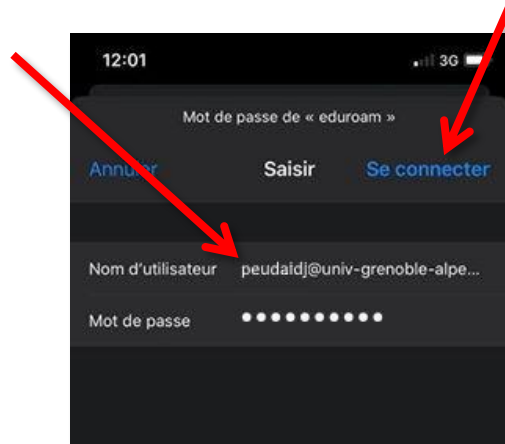 12:01 3G
Mot de passe de « eduroam »
Annuler Saisir Se connecter
Nom d'utilisateur peudaidj@univ-grenoble-alpe...
Mot de passe ●●●●●●●●●●